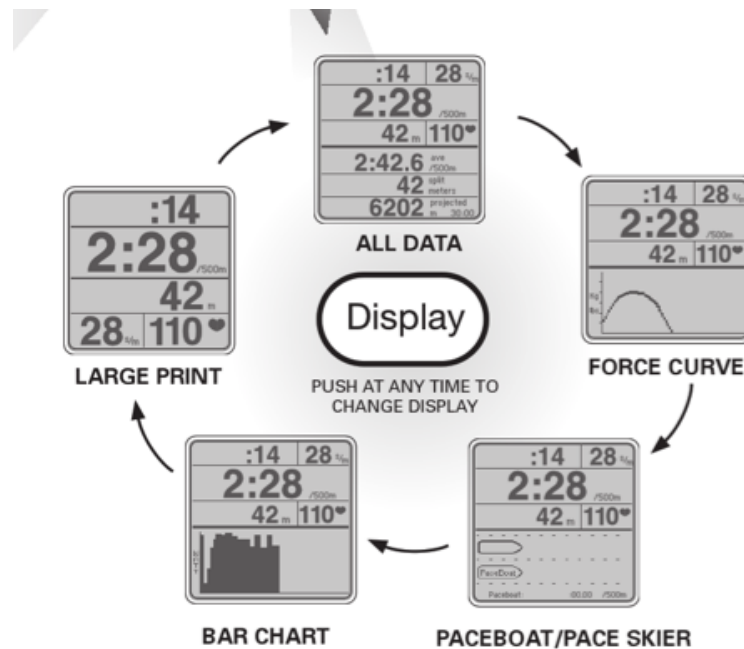 :14 28 s/m
2:28 /500m
42 m 110
2:42.6 ave /500m
42 split meters
6202 projected m 30:00
ALL DATA
:14 28 s/m
2:28 /500m
42 m 110
FORCE CURVE
:14 28 s/m
2:28 /500m
42 m 110
PaceBoat
Paceboat: :00.00 /500m
PACEBOAT/PACE SKIER
:14 28 s/m
2:28 /500m
42 m 110
BAR CHART
:14
2:28 /500m
42 m
28 s/m 110
LARGE PRINT
Display
PUSH AT ANY TIME TO
CHANGE DISPLAY